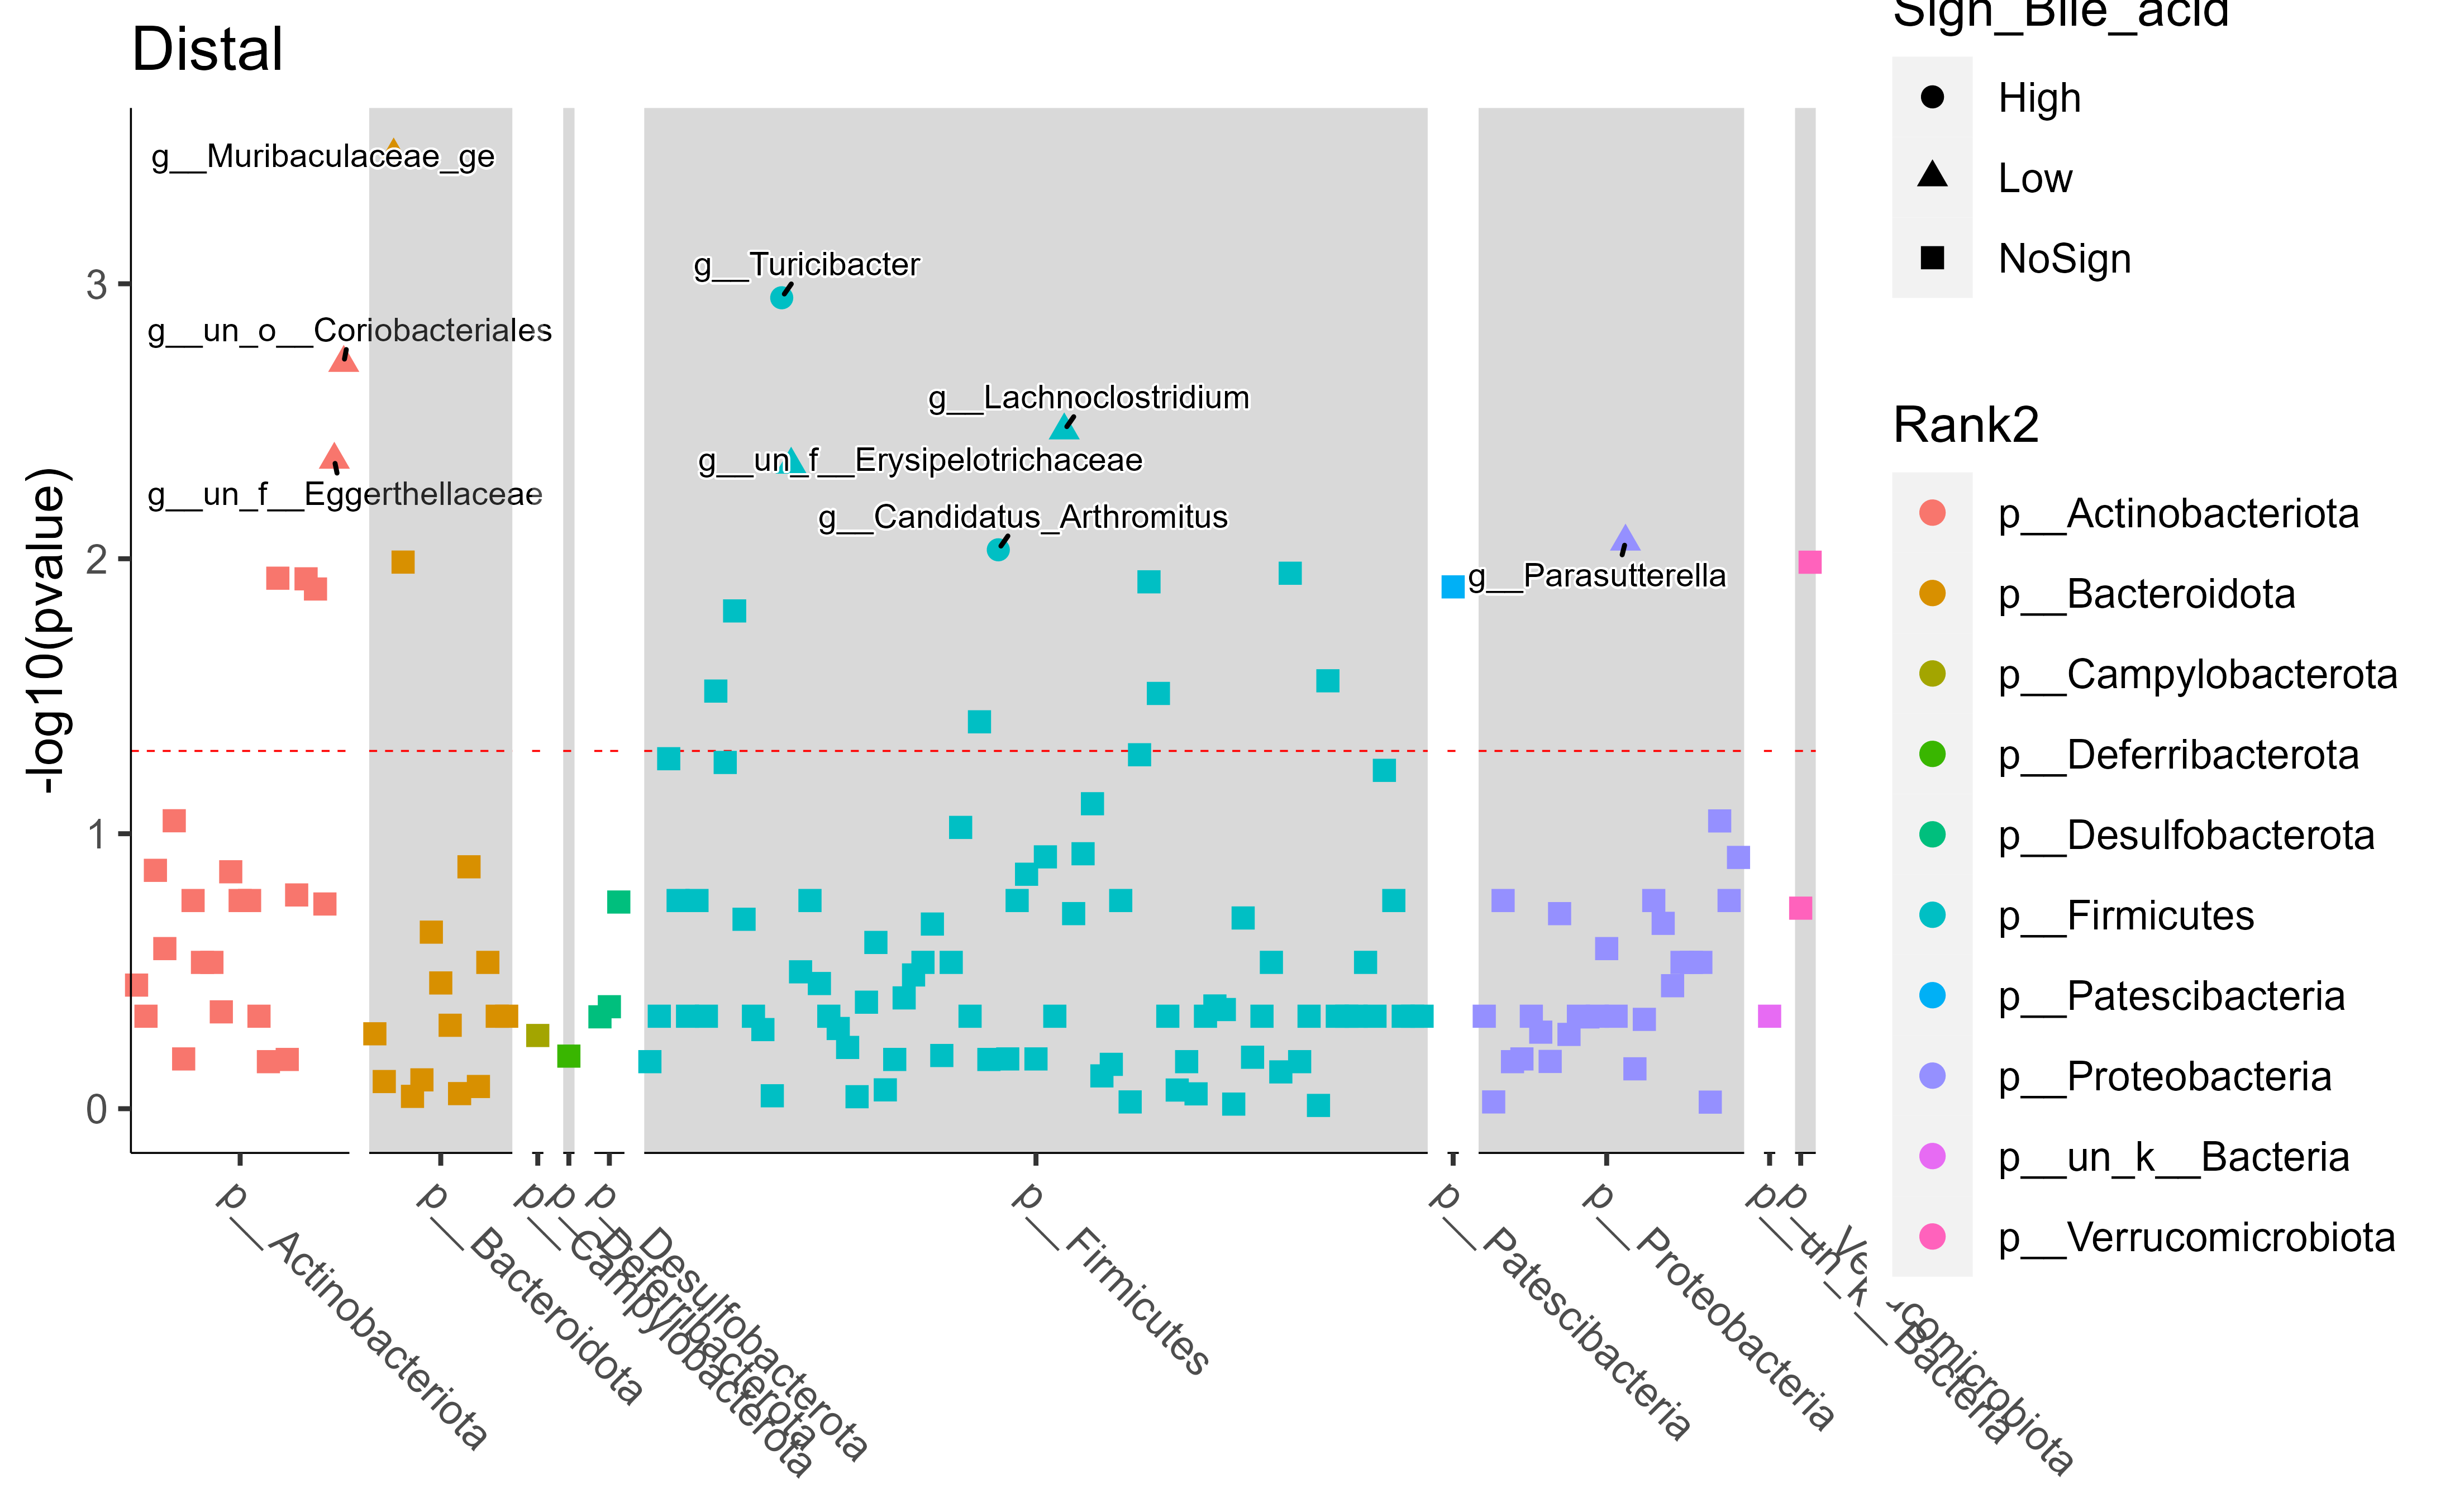 Distal
Sign_Bile_acid
High
Low
NoSign
Rank2
p__Actinobacteriota
p__Bacteroidota
p__Campylobacterota
p__Deferribacterota
p__Desulfobacterota
p__Firmicutes
p__Patescibacteria
p__Proteobacteria
p__un_k__Bacteria
p__Verrucomicrobiota
-log10(pvalue)
3
2
1
0
g__Muribaculaceae_ge
g__Turicibacter
g__un_o__Coriobacteriales
g__Lachnoclostridium
g__un_f__Erysipelotrichaceae
g__un_f__Eggerthellaceae
g__Candidatus_Arthromitus
g__Parasutterella
p__Actinobacteriota
p__Bacteroidota
p__Campylobacterota
p__Deferribacterota
p__Desulfobacterota
p__Firmicutes
p__Patescibacteria
p__Proteobacteria
p__un_k__Bacteria
p__Verrucomicrobiota